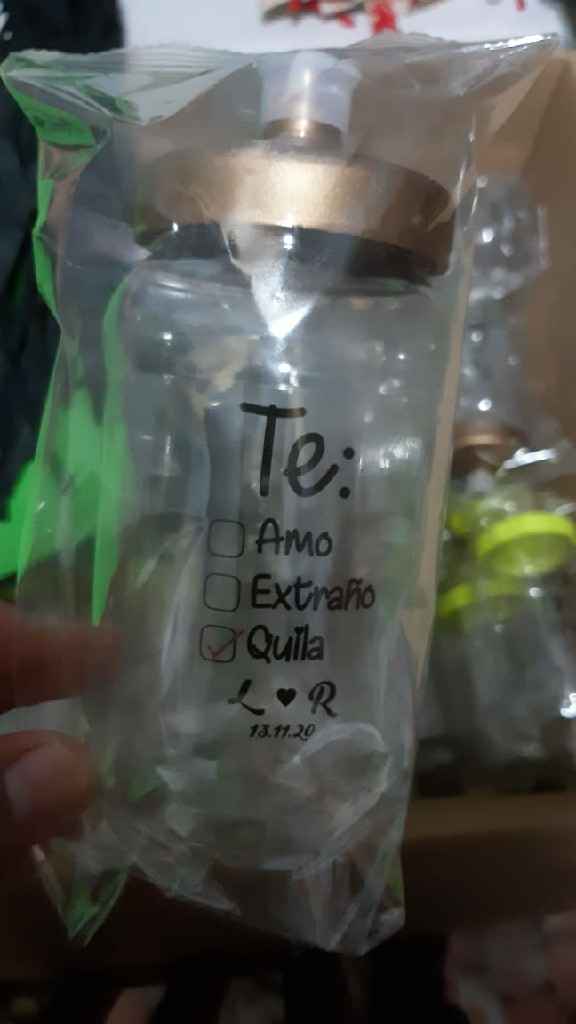 Te:
Amo
Extraño
Quila
L ♥ R
13.11.20